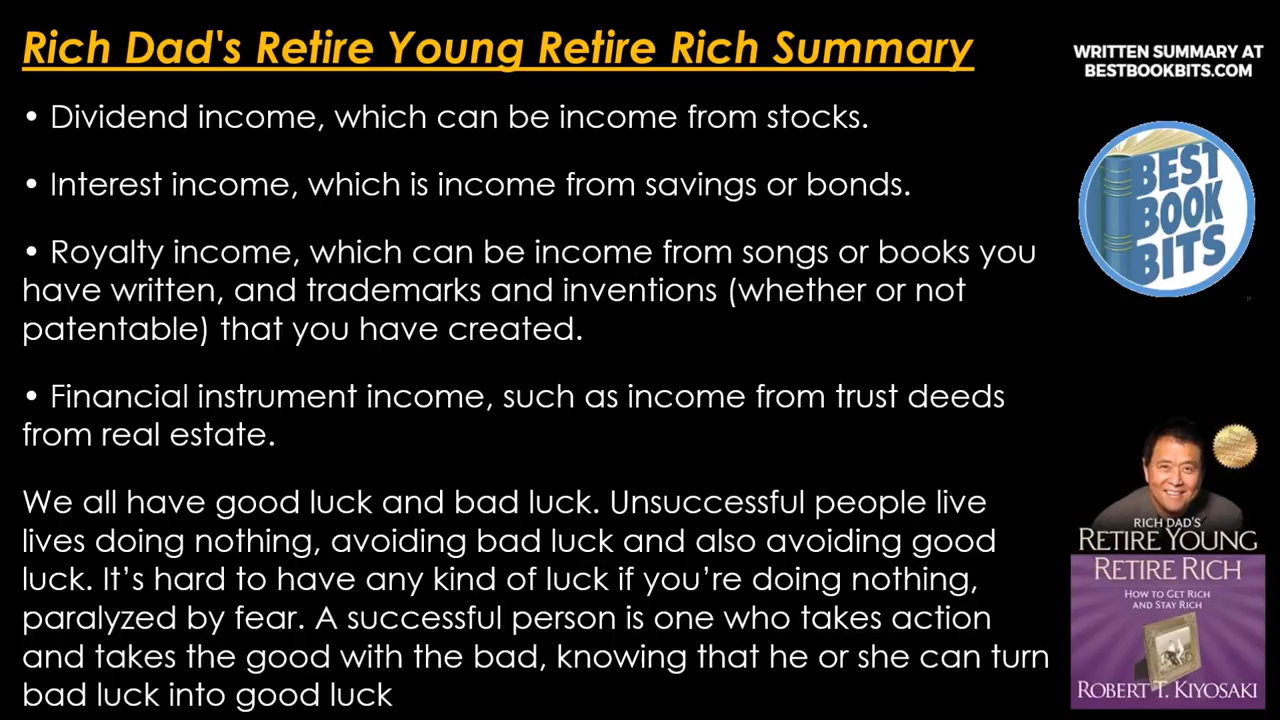 Rich Dad's Retire Young Retire Rich Summary
WRITTEN SUMMARY AT
BESTBOOKBITS.COM
• Dividend income, which can be income from stocks.
• Interest income, which is income from savings or bonds.
• Royalty income, which can be income from songs or books you
have written, and trademarks and inventions (whether or not
patentable) that you have created.
• Financial instrument income, such as income from trust deeds
from real estate.
We all have good luck and bad luck. Unsuccessful people live
lives doing nothing, avoiding bad luck and also avoiding good
luck. It’s hard to have any kind of luck if you’re doing nothing,
paralyzed by fear. A successful person is one who takes action
and takes the good with the bad, knowing that he or she can turn
bad luck into good luck
BEST
BOOK
BITS
RICH DAD'S
RETIRE YOUNG
RETIRE RICH
HOW TO GET RICH
AND STAY RICH
ROBERT T. KIYOSAKI